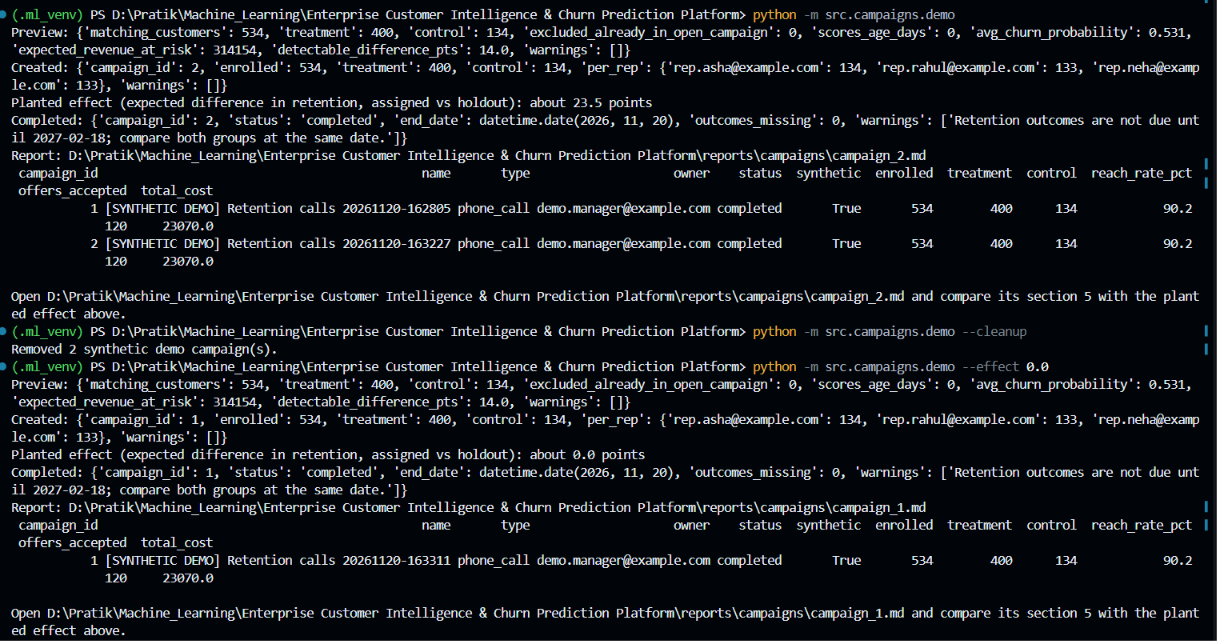 (.ml_venv) PS D:\Pratik\Machine_Learning\Enterprise Customer Intelligence & Churn Prediction Platform> python -m src.campaigns.demo
Preview: {'matching_customers': 534, 'treatment': 400, 'control': 134, 'excluded_already_in_open_campaign': 0, 'scores_age_days': 0, 'avg_churn_probability': 0.531,
'expected_revenue_at_risk': 314154, 'detectable_difference_pts': 14.0, 'warnings': []}
Created: {'campaign_id': 2, 'enrolled': 534, 'treatment': 400, 'control': 134, 'per_rep': {'rep.asha@example.com': 134, 'rep.rahul@example.com': 133, 'rep.neha@examp
le.com': 133}, 'warnings': []}
Planted effect (expected difference in retention, assigned vs holdout): about 23.5 points
Completed: {'campaign_id': 2, 'status': 'completed', 'end_date': datetime.date(2026, 11, 20), 'outcomes_missing': 0, 'warnings': ['Retention outcomes are not due unt
il 2027-02-18; compare both groups at the same date.']}
Report: D:\Pratik\Machine_Learning\Enterprise Customer Intelligence & Churn Prediction Platform\reports\campaigns\campaign_2.md
campaign_id name type owner status synthetic enrolled treatment control reach_rate_pct
offers_accepted total_cost
1 [SYNTHETIC DEMO] Retention calls 20261120-162805 phone_call demo.manager@example.com completed True 534 400 134 90.2
120 23070.0
2 [SYNTHETIC DEMO] Retention calls 20261120-163227 phone_call demo.manager@example.com completed True 534 400 134 90.2
120 23070.0
Open D:\Pratik\Machine_Learning\Enterprise Customer Intelligence & Churn Prediction Platform\reports\campaigns\campaign_2.md and compare its section 5 with the plant
ed effect above.
(.ml_venv) PS D:\Pratik\Machine_Learning\Enterprise Customer Intelligence & Churn Prediction Platform> python -m src.campaigns.demo --cleanup
Removed 2 synthetic demo campaign(s).
(.ml_venv) PS D:\Pratik\Machine_Learning\Enterprise Customer Intelligence & Churn Prediction Platform> python -m src.campaigns.demo --effect 0.0
Preview: {'matching_customers': 534, 'treatment': 400, 'control': 134, 'excluded_already_in_open_campaign': 0, 'scores_age_days': 0, 'avg_churn_probability': 0.531,
'expected_revenue_at_risk': 314154, 'detectable_difference_pts': 14.0, 'warnings': []}
Created: {'campaign_id': 1, 'enrolled': 534, 'treatment': 400, 'control': 134, 'per_rep': {'rep.asha@example.com': 134, 'rep.rahul@example.com': 133, 'rep.neha@examp
le.com': 133}, 'warnings': []}
Planted effect (expected difference in retention, assigned vs holdout): about 0.0 points
Completed: {'campaign_id': 1, 'status': 'completed', 'end_date': datetime.date(2026, 11, 20), 'outcomes_missing': 0, 'warnings': ['Retention outcomes are not due unt
il 2027-02-18; compare both groups at the same date.']}
Report: D:\Pratik\Machine_Learning\Enterprise Customer Intelligence & Churn Prediction Platform\reports\campaigns\campaign_1.md
campaign_id name type owner status synthetic enrolled treatment control reach_rate_pct
offers_accepted total_cost
1 [SYNTHETIC DEMO] Retention calls 20261120-163311 phone_call demo.manager@example.com completed True 534 400 134 90.2
120 23070.0
Open D:\Pratik\Machine_Learning\Enterprise Customer Intelligence & Churn Prediction Platform\reports\campaigns\campaign_1.md and compare its section 5 with the plant
ed effect above.